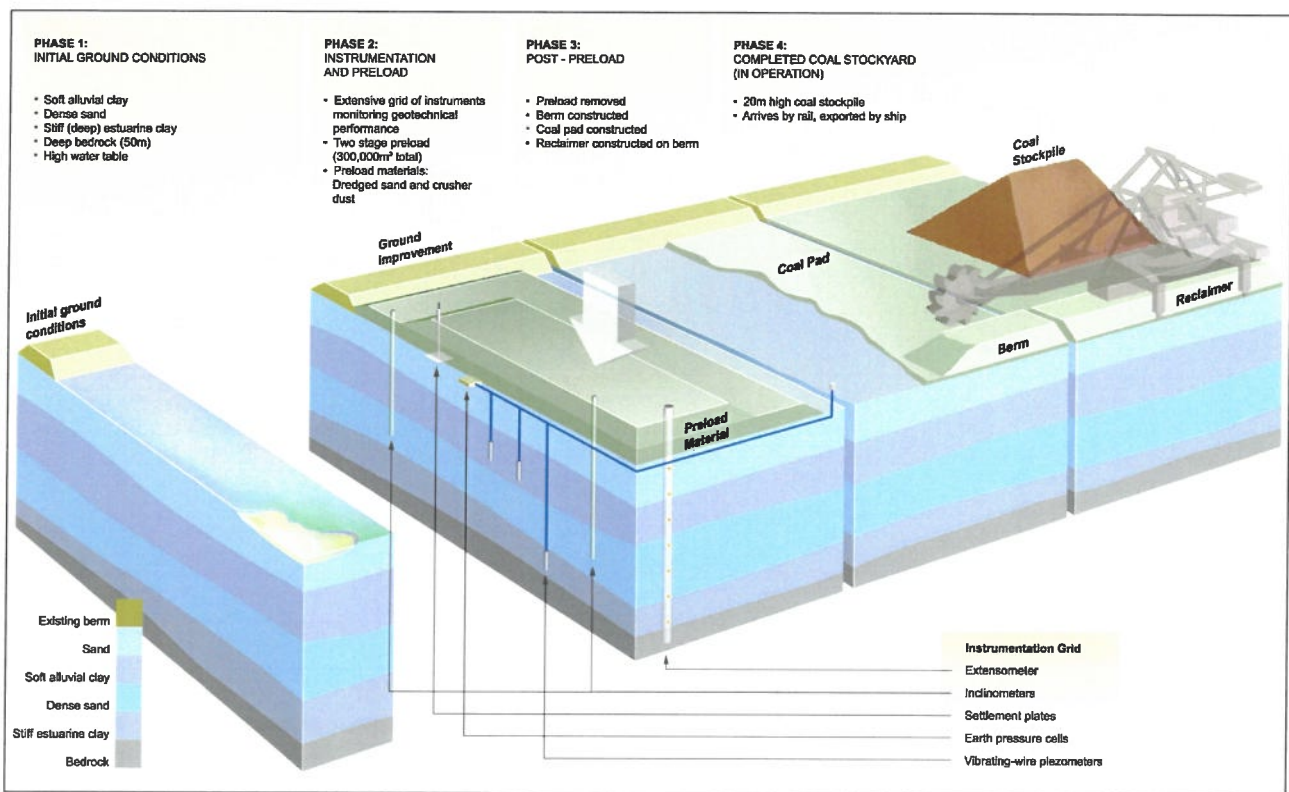 PHASE 1:
INITIAL GROUND CONDITIONS
• Soft alluvial clay
• Dense sand
• Stiff (deep) estuarine clay
• Deep bedrock (50m)
• High water table
PHASE 2:
INSTRUMENTATION
AND PRELOAD
• Extensive grid of instruments
monitoring geotechnical
performance
• Two stage preload
(300,000m³ total)
• Preload materials:
Dredged sand and crusher
dust
PHASE 3:
POST - PRELOAD
• Preload removed
• Berm constructed
• Coal pad constructed
• Reclaimer constructed on berm
PHASE 4:
COMPLETED COAL STOCKYARD
(IN OPERATION)
• 20m high coal stockpile
• Arrives by rail, exported by ship
Coal
Stockpile
Ground
Improvement
Coal Pad
Reclaimer
Berm
Initial ground
conditions
Preload
Material
Existing berm
Sand
Soft alluvial clay
Dense sand
Stiff estuarine clay
Bedrock
Instrumentation Grid
Extensometer
Inclinometers
Settlement plates
Earth pressure cells
Vibrating-wire piezometers